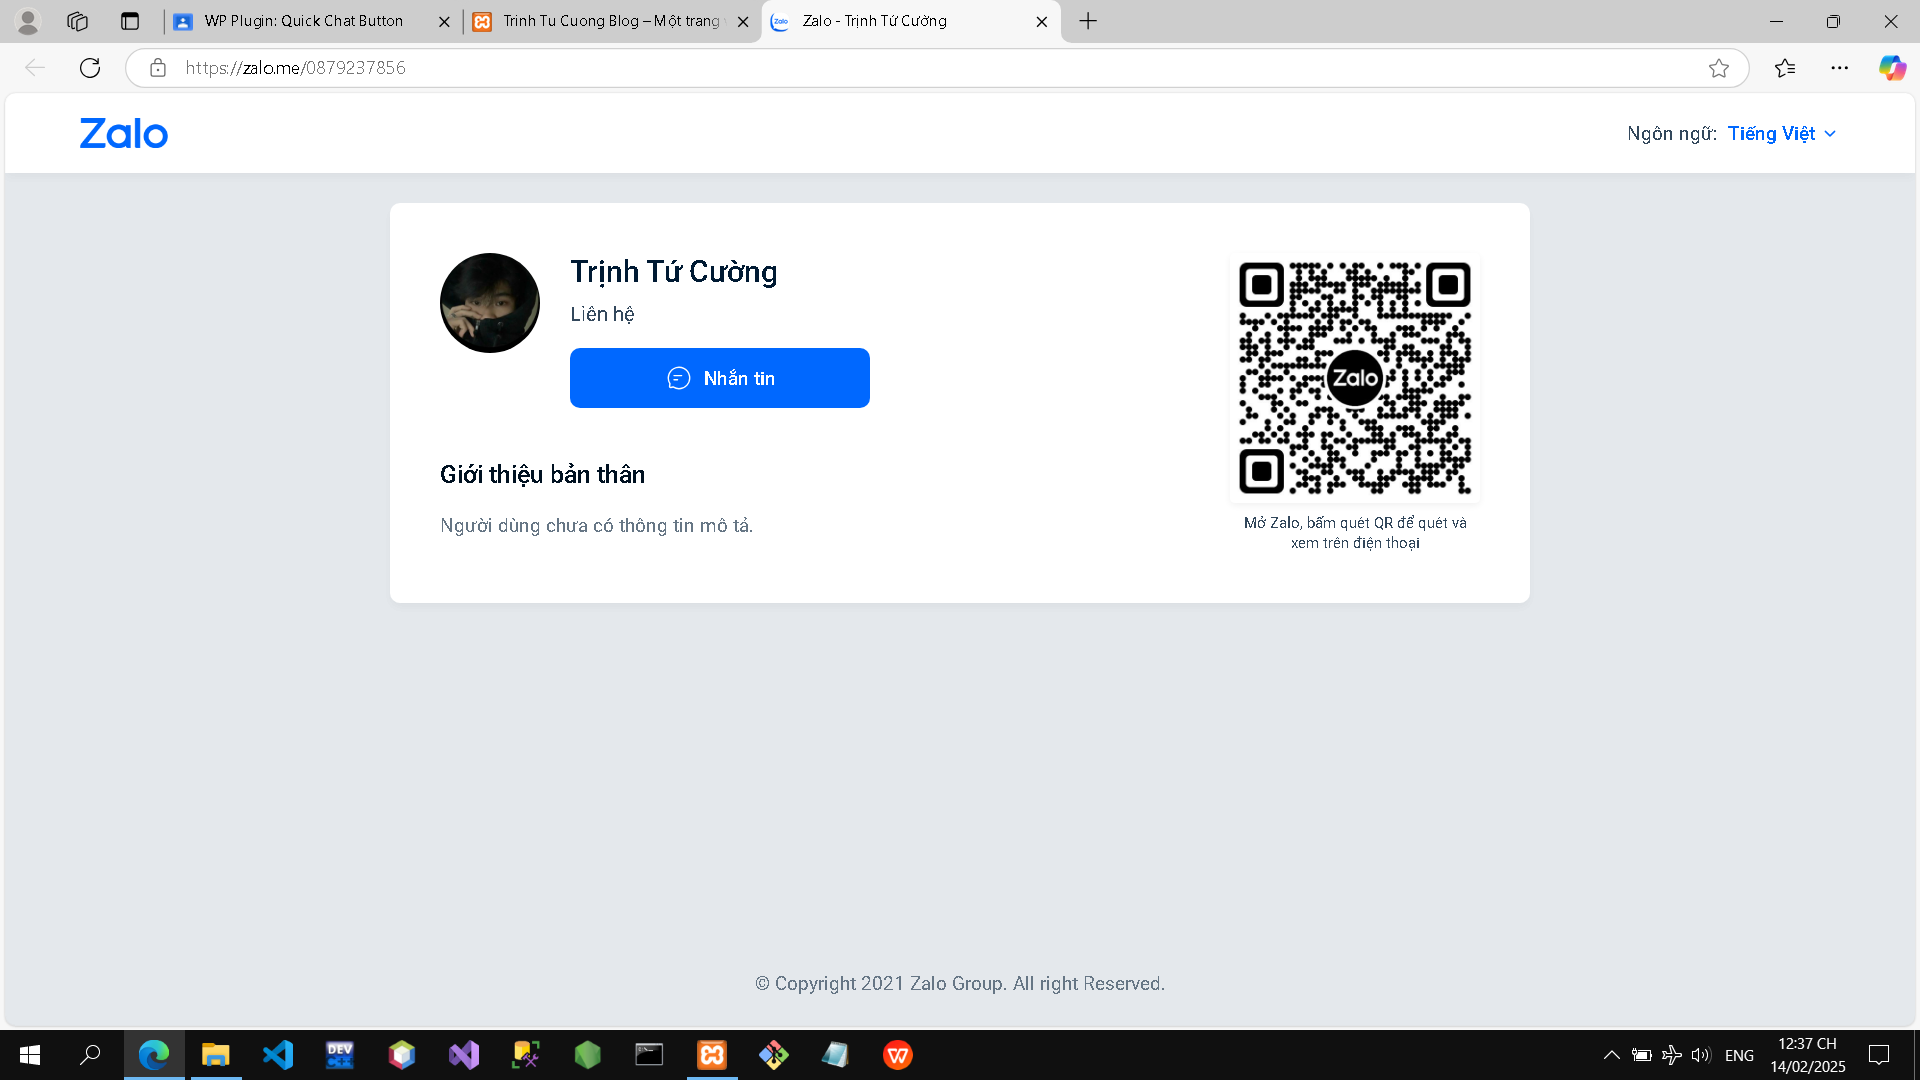 WP Plugin: Quick Chat Button
Trinh Tu Cuong Blog – Một trang
Zalo - Trịnh Tứ Cường
https://zalo.me/0879237856
Zalo
Ngôn ngữ: Tiếng Việt
Trịnh Tứ Cường
Liên hệ
Nhắn tin
Giới thiệu bản thân
Người dùng chưa có thông tin mô tả.
Zalo
Mở Zalo, bấm quét QR để quét và
xem trên điện thoại
© Copyright 2021 Zalo Group. All right Reserved.
DEV
C++
ENG
12:37 CH
14/02/2025